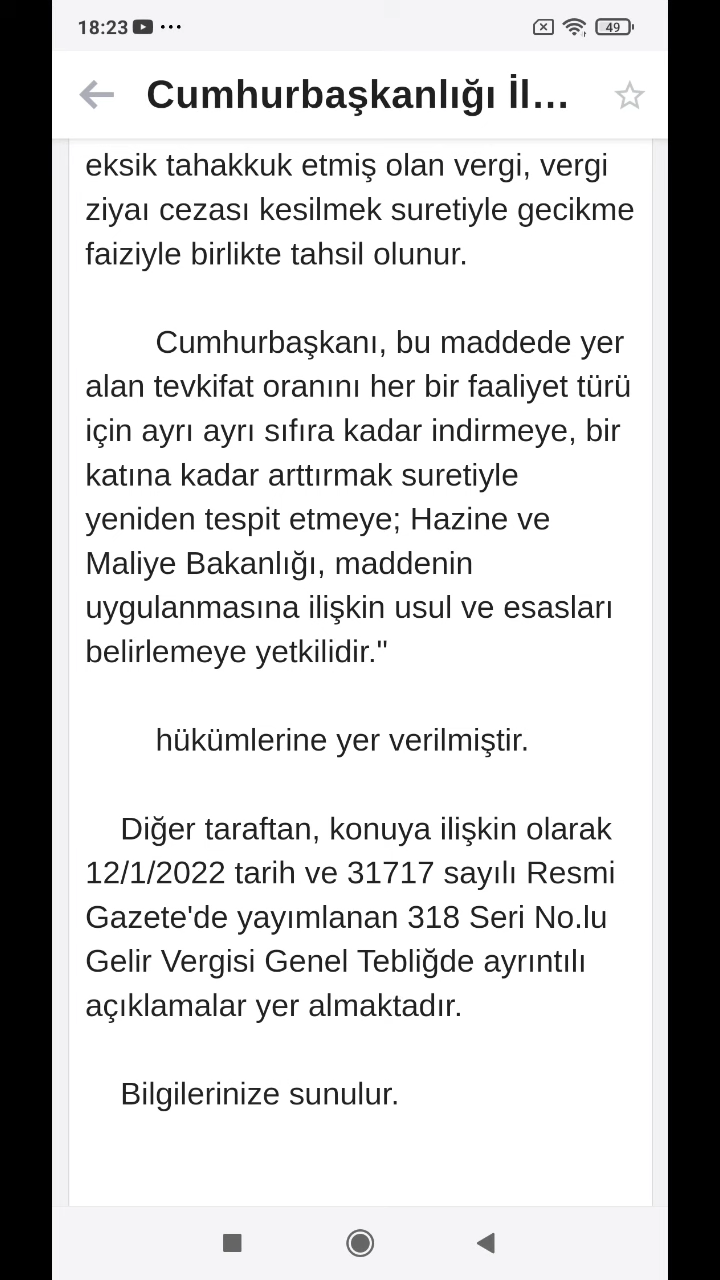 18:23
49
Cumhurbaşkanlığı İl...
eksik tahakkuk etmiş olan vergi, vergi
ziyaı cezası kesilmek suretiyle gecikme
faiziyle birlikte tahsil olunur.
Cumhurbaşkanı, bu maddede yer
alan tevkifat oranını her bir faaliyet türü
için ayrı ayrı sıfıra kadar indirmeye, bir
katına kadar arttırmak suretiyle
yeniden tespit etmeye; Hazine ve
Maliye Bakanlığı, maddenin
uygulanmasına ilişkin usul ve esasları
belirlemeye yetkilidir."
hükümlerine yer verilmiştir.
Diğer taraftan, konuya ilişkin olarak
12/1/2022 tarih ve 31717 sayılı Resmi
Gazete'de yayımlanan 318 Seri No.lu
Gelir Vergisi Genel Tebliğde ayrıntılı
açıklamalar yer almaktadır.
Bilgilerinize sunulur.